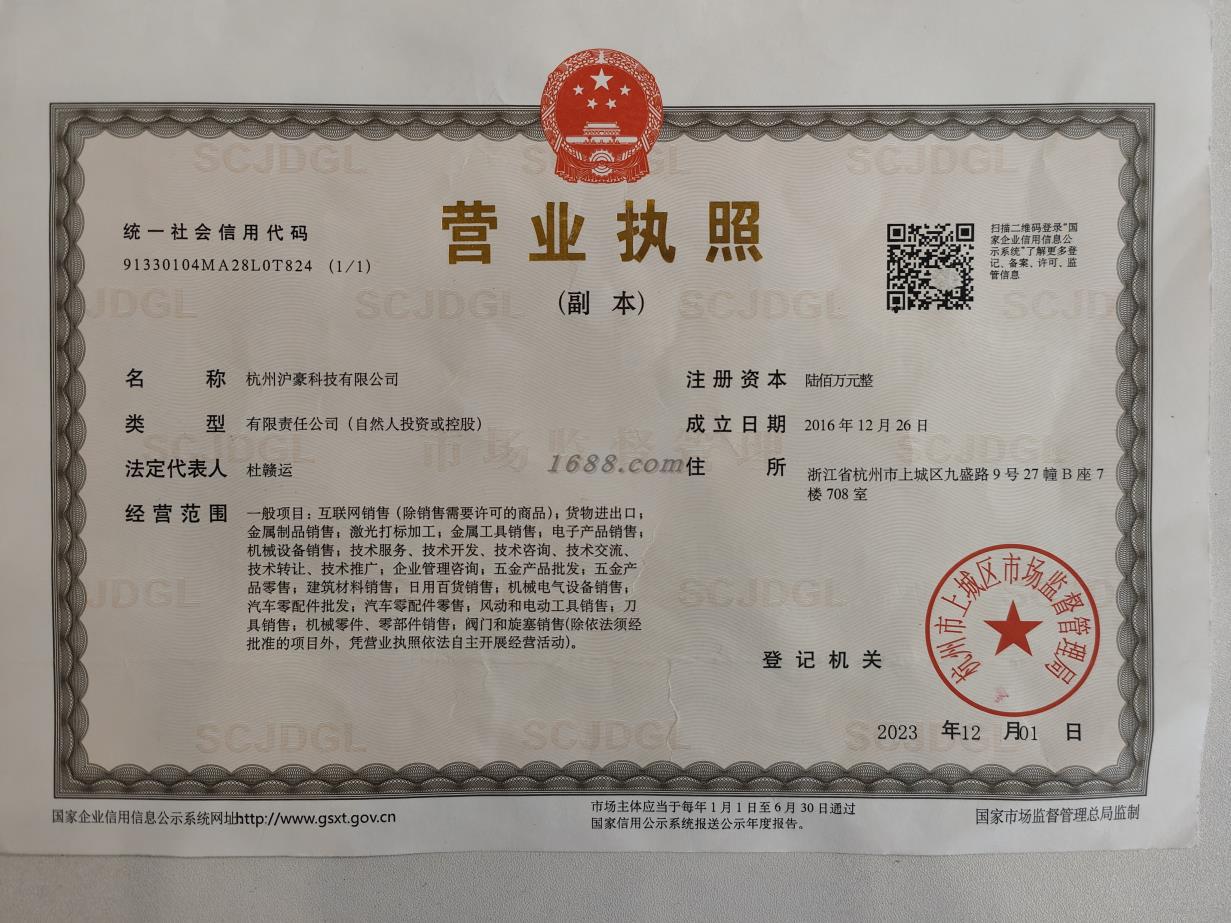 统一社会信用代码
91330104MA28L0T824 (1/1)
营业执照
(副 本)
扫描二维码登录“国
家企业信用信息公
示系统”了解更多登
记、备案、许可、监
管信息
名 称 杭州沪豪科技有限公司
类 型 有限责任公司（自然人投资或控股）
法定代表人 杜赣运
经营范围 一般项目：互联网销售（除销售需要许可的商品）；货物进出口；
金属制品销售；激光打标加工；金属工具销售；电子产品销售；
机械设备销售；技术服务、技术开发、技术咨询、技术交流、
技术转让、技术推广；企业管理咨询；五金产品批发；五金产
品零售；建筑材料销售；日用百货销售；机械电气设备销售；
汽车零配件批发；汽车零配件零售；风动和电动工具销售；刀
具销售；机械零件、零部件销售；阀门和旋塞销售(除依法须经
批准的项目外，凭营业执照依法自主开展经营活动)。
注册资本 陆佰万元整
成立日期 2016年12月26日
住 所 浙江省杭州市上城区九盛路9号27幢B座7
楼708室
1688.com
登记机关
杭州市上城区市场监督管理局
2023 年12 月01 日
国家企业信用信息公示系统网址http://www.gsxt.gov.cn
市场主体应当于每年1月1日至6月30日通过
国家信用公示系统报送公示年度报告。
国家市场监督管理总局监制
SCJDGL
SCJDGL
SCJDGL
JDGL
SCJDGL
SCJDGL
SCJDGL
SCJDGL
市场监督管理
JDGL
SCJDGL
SCJDGL
SCJDGL
SCJDGL
SCJDGL